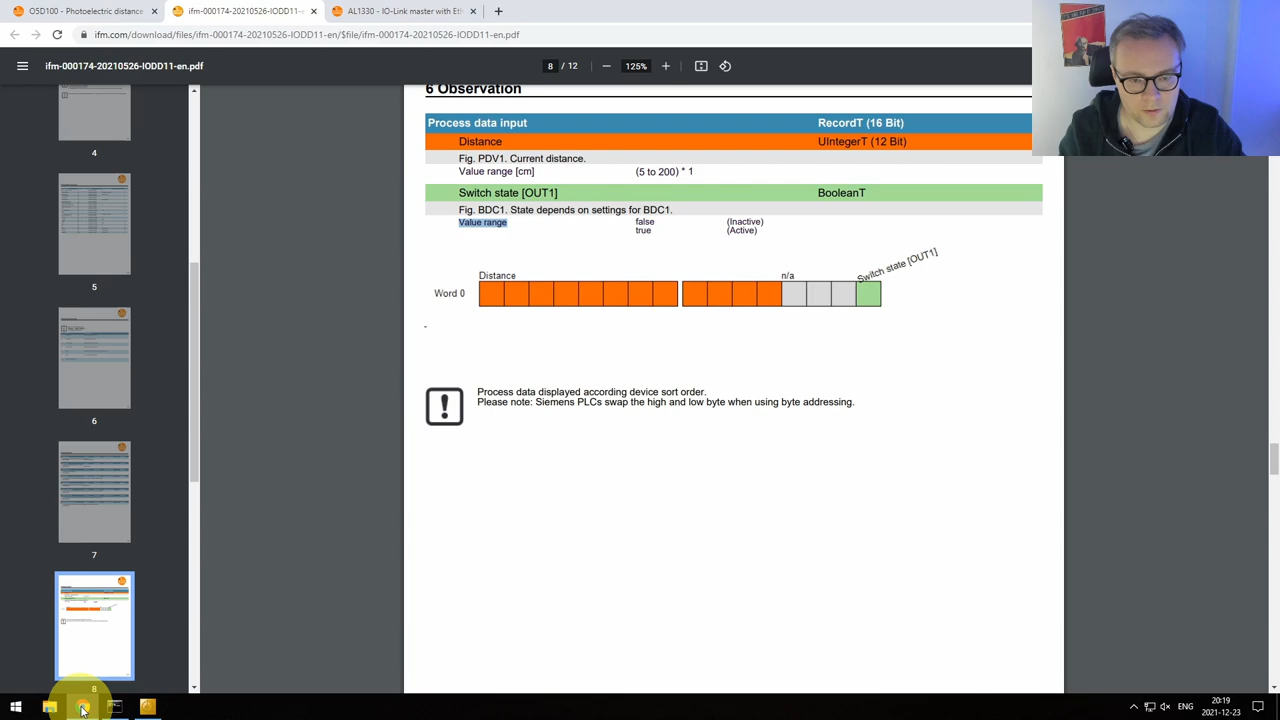 O5D100 - Photoelectric distance
ifm-000174-20210526-IODD11-en
AL1330 - IO-Link master with Eth
ifm.com/download/files/ifm-000174-20210526-IODD11-en/$file/ifm-000174-20210526-IODD11-en.pdf
ifm-000174-20210526-IODD11-en.pdf
8 / 12
125%
4
5
6
7
8
6 Observation
Process data input RecordT (16 Bit)
Distance UIntegerT (12 Bit)
Fig. PDV1. Current distance.
Value range [cm] (5 to 200) * 1
Switch state [OUT1] BooleanT
Fig. BDC1. State depends on settings for BDC1.
Value range false (Inactive)
true (Active)
Distance n/a Switch state [OUT1]
Word 0
-
Process data displayed according device sort order.
Please note: Siemens PLCs swap the high and low byte when using byte addressing.
ENG
20:19
2021-12-23